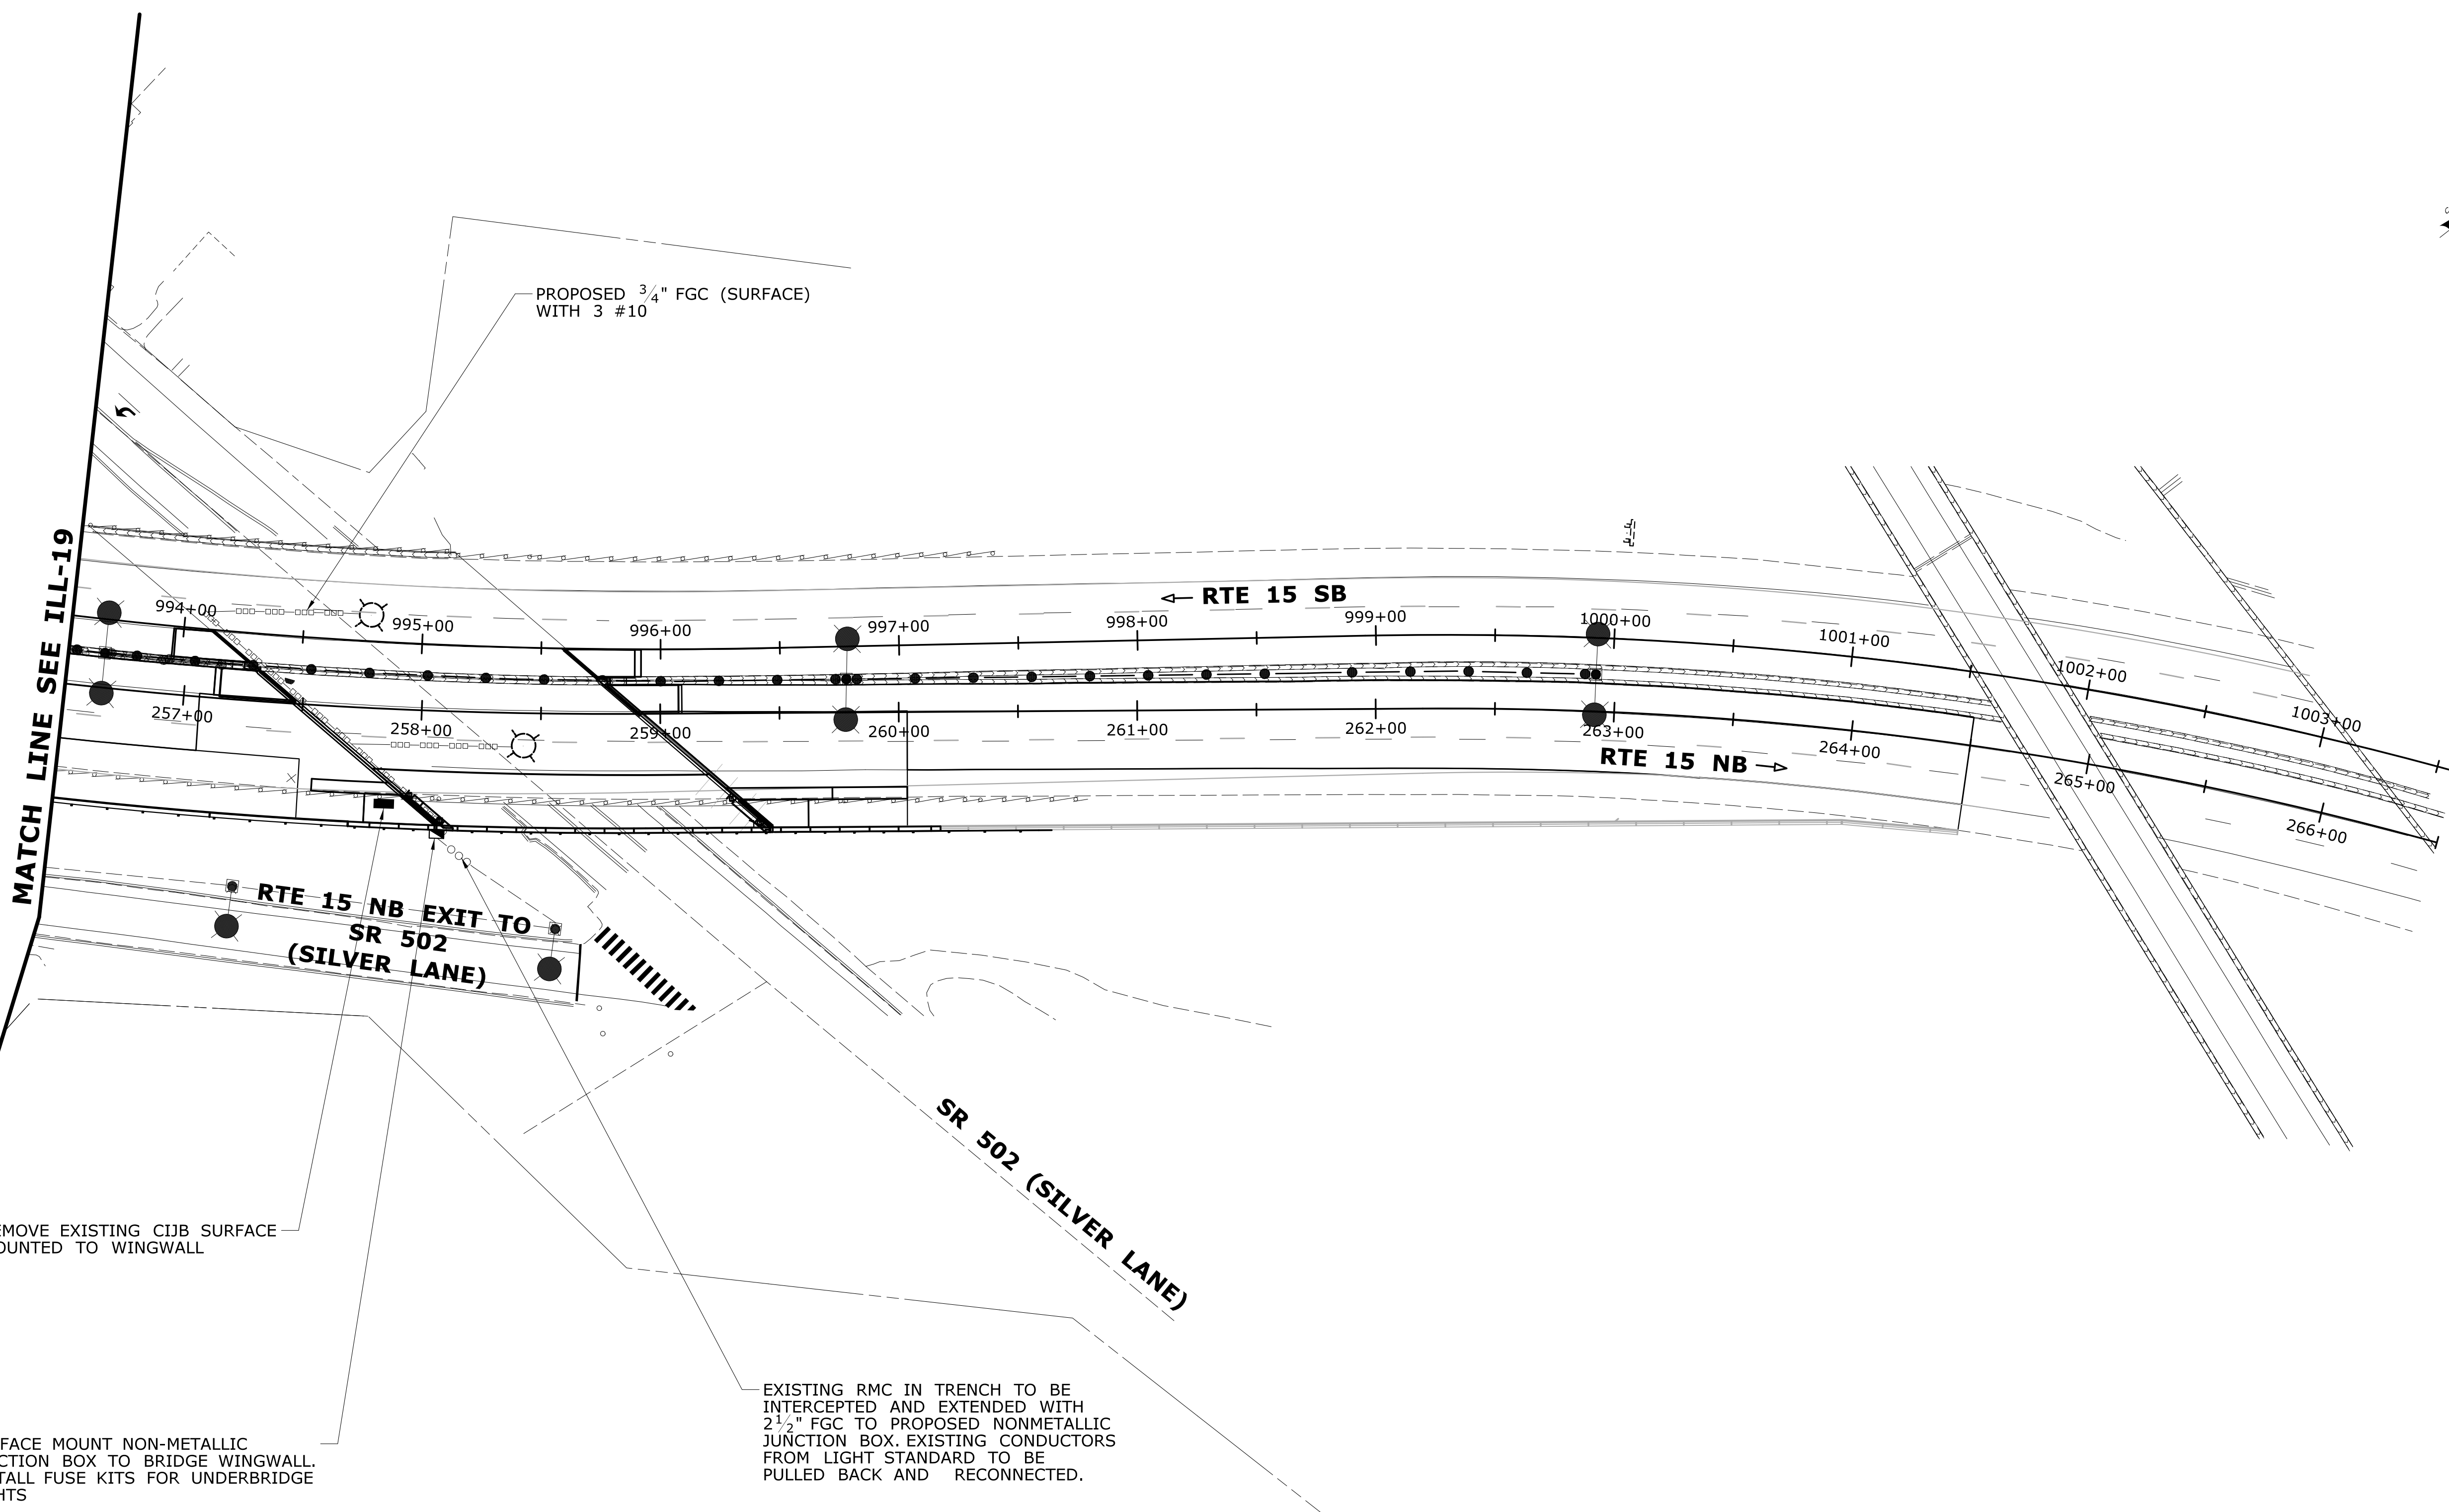 PROPOSED 3/4" FGC (SURFACE)
WITH 3 #10
MATCH LINE SEE ILL-19
RTE 15 SB
994+00
995+00
996+00
997+00
998+00
999+00
1000+00
1001+00
1002+00
1003+00
257+00
258+00
259+00
260+00
261+00
262+00
263+00
264+00
265+00
266+00
RTE 15 NB
RTE 15 NB EXIT TO
SR 502
(SILVER LANE)
SR 502 (SILVER LANE)
EMOVE EXISTING CIJB SURFACE
OUNTED TO WINGWALL
EXISTING RMC IN TRENCH TO BE
INTERCEPTED AND EXTENDED WITH
2 1/2" FGC TO PROPOSED NONMETALLIC
JUNCTION BOX. EXISTING CONDUCTORS
FROM LIGHT STANDARD TO BE
PULLED BACK AND RECONNECTED.
FACE MOUNT NON-METALLIC
CTION BOX TO BRIDGE WINGWALL.
TALL FUSE KITS FOR UNDERBRIDGE
HTS